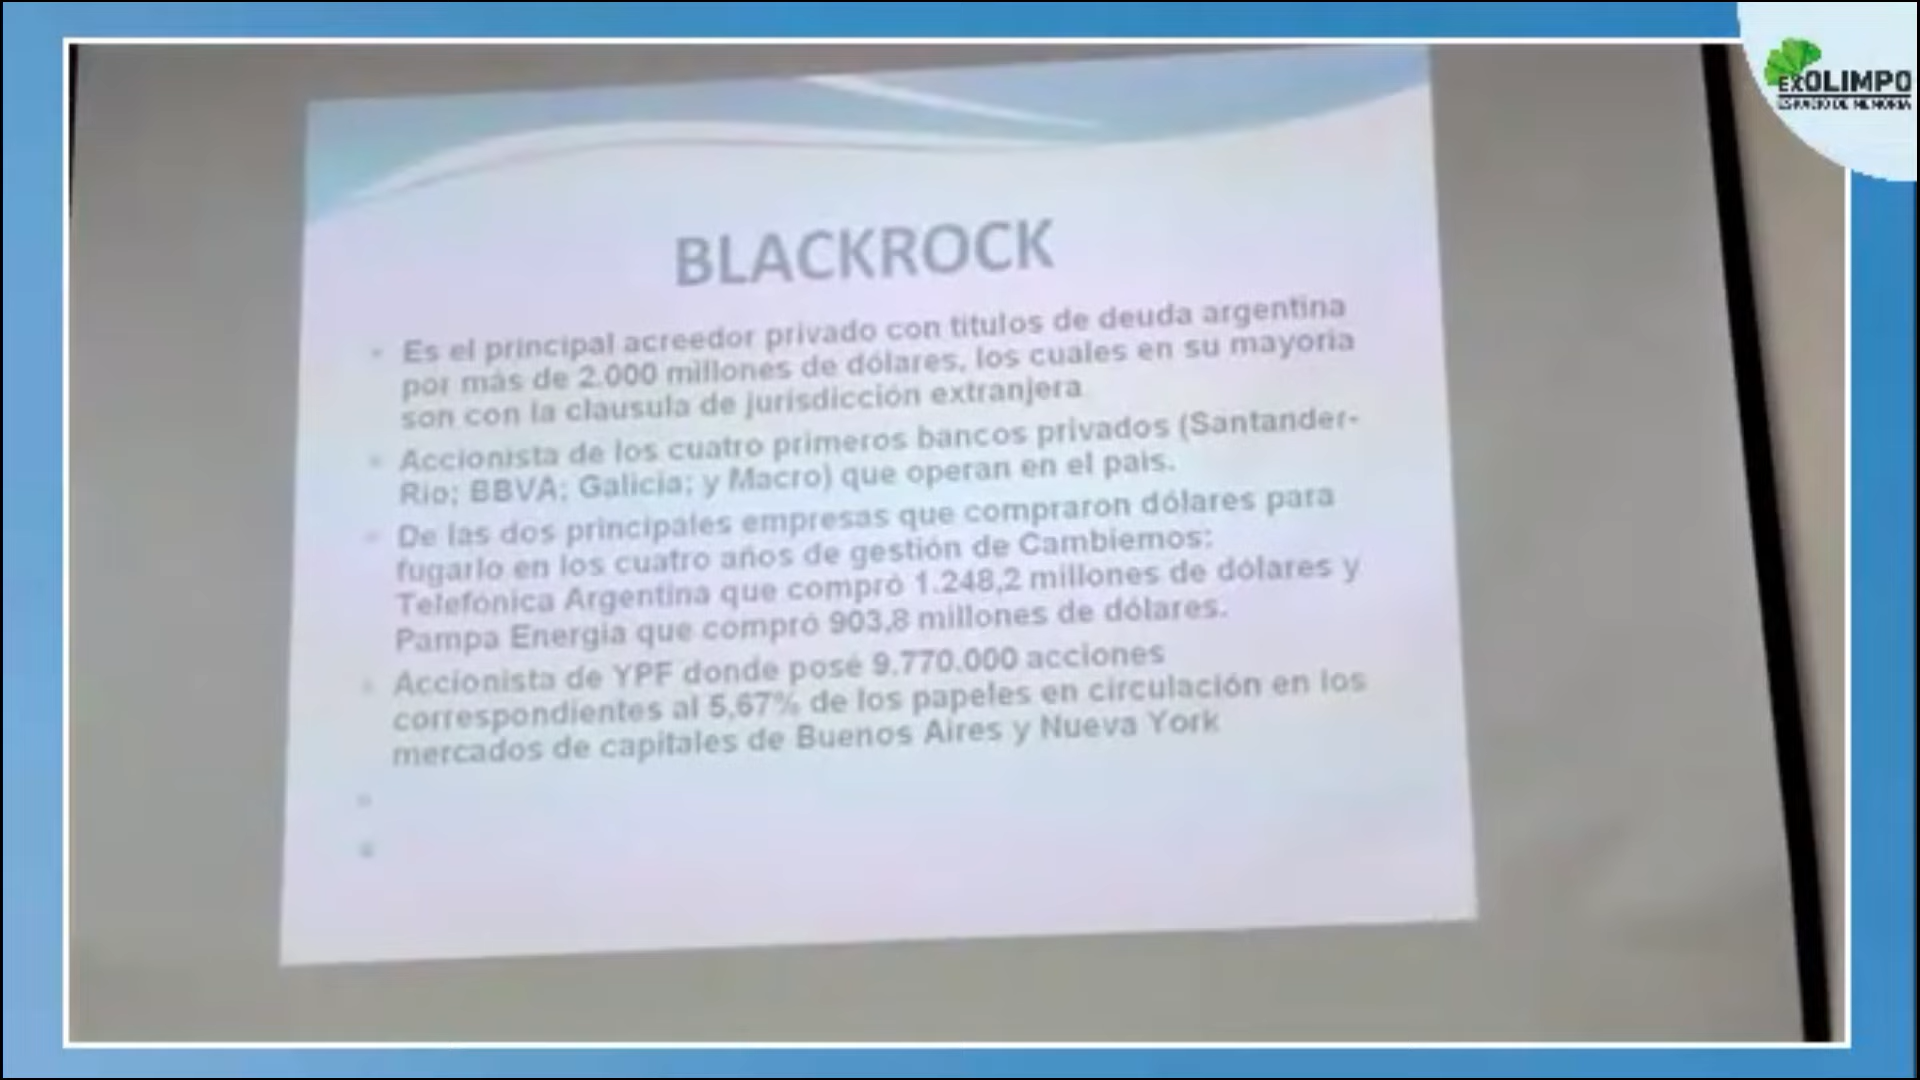 EXOLIMPO
ESPACIO DE MEMORIA
BLACKROCK
Es el principal acreedor privado con titulos de deuda argentina
por más de 2.000 millones de dólares, los cuales en su mayoria
son con la clausula de jurisdicción extranjera
Accionista de los cuatro primeros bancos privados (Santander-
Rio; BBVA; Galicia; y Macro) que operan en el pais.
De las dos principales empresas que compraron dólares para
fugarlo en los cuatro años de gestión de Cambiemos:
Telefónica Argentina que compró 1.248,2 millones de dólares y
Pampa Energia que compró 903,8 millones de dólares.
Accionista de YPF donde posé 9.770.000 acciones
correspondientes al 5,67% de los papeles en circulación en los
mercados de capitales de Buenos Aires y Nueva York